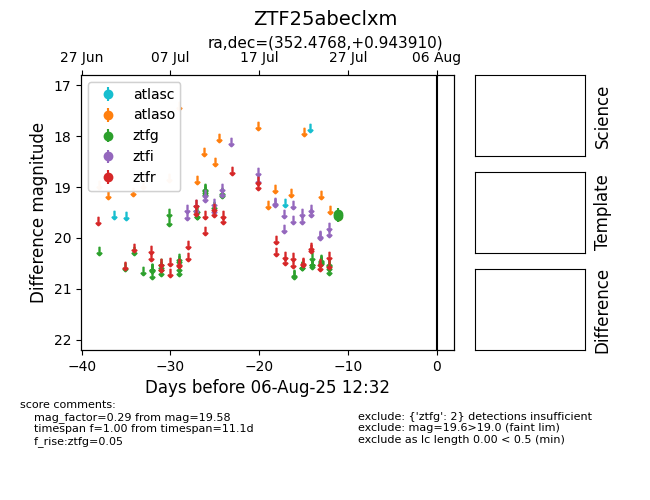 ZTF25abeclxm
ra,dec=(352.4768,+0.943910)
27 Jun 07 Jul 17 Jul 27 Jul 06 Aug
17
18
19
20
21
22
Difference magnitude
atlasc
atlaso
ztfg
ztfi
ztfr
−40 −30 −20 −10 0
Days before 06-Aug-25 12:32
Science
Template
Difference
score comments:
mag_factor=0.29 from mag=19.58
timespan f=1.00 from timespan=11.1d
f_rise:ztfg=0.05
exclude: {'ztfg': 2} detections insufficient
exclude: mag=19.6>19.0 (faint lim)
exclude as lc length 0.00 < 0.5 (min)